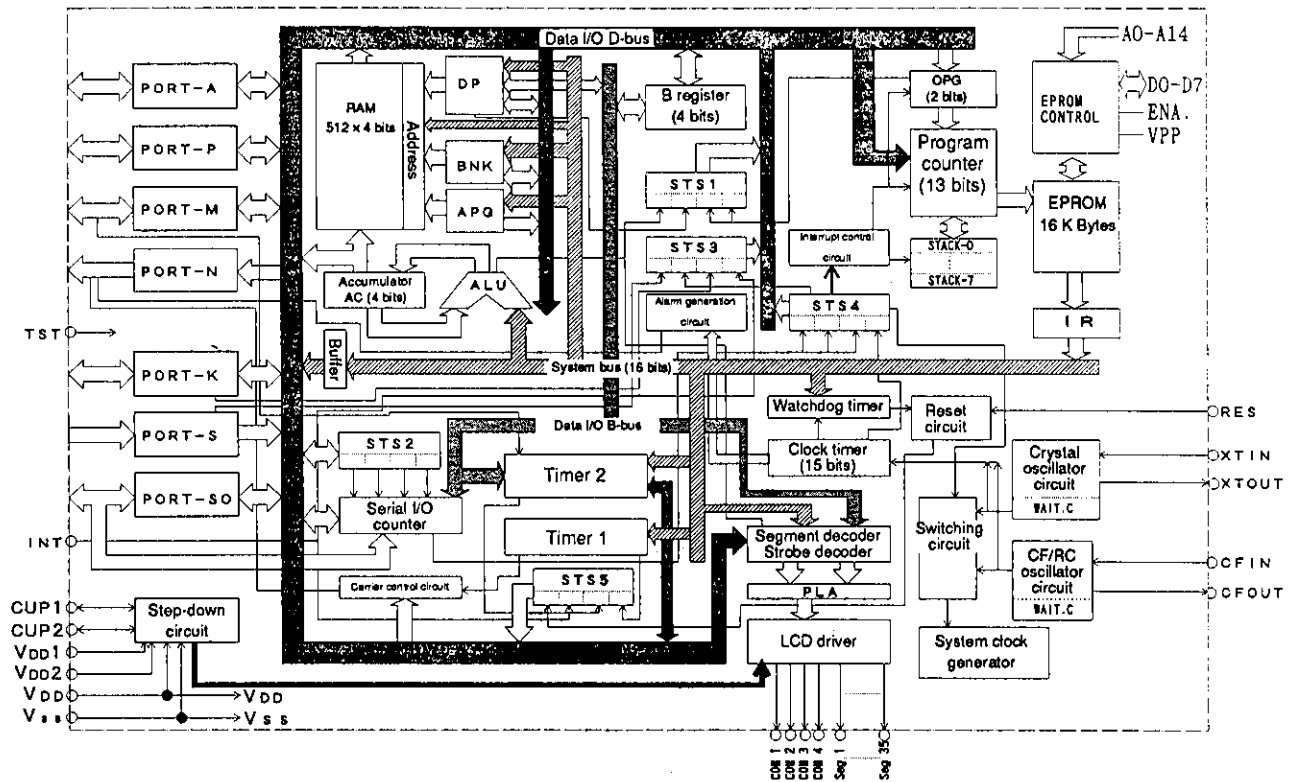 Data I/O D-bus
A0-A14
PORT-A
RAM
512 x 4 bits
Address
DP
B register
(4 bits)
OPG
(2 bits)
EPROM
CONTROL
D0-D7
ENA.
VPP
PORT-P
BNK
Program
counter
(13 bits)
PORT-M
APG
STS1
EPROM
16 K Bytes
PORT-N
Accumulator
AC (4 bits)
ALU
STS3
Interrupt control
circuit
STACK-0
STACK-7
Alarm generation
circuit
STS4
IR
TST
Buffer
System bus (16 bits)
PORT-K
Watchdog timer
Reset
circuit
RES
PORT-S
Data I/O B-bus
STS2
Clock timer
(15 bits)
Crystal
oscillator
circuit
WAIT.C
XTIN
XTOUT
PORT-SO
Timer 2
Serial I/O
counter
INT
Timer 1
Segment decoder
Strobe decoder
Switching
circuit
CF/RC
oscillator
circuit
WAIT.C
CFIN
CFOUT
Carrier control circuit
STS5
PLA
CUP1
CUP2
Step-down
circuit
LCD driver
System clock
generator
VDD1
VDD2
VDD
VDD
Vss
Vss
COM 1
COM 2
COM 3
COM 4
Seg 1
Seg 35